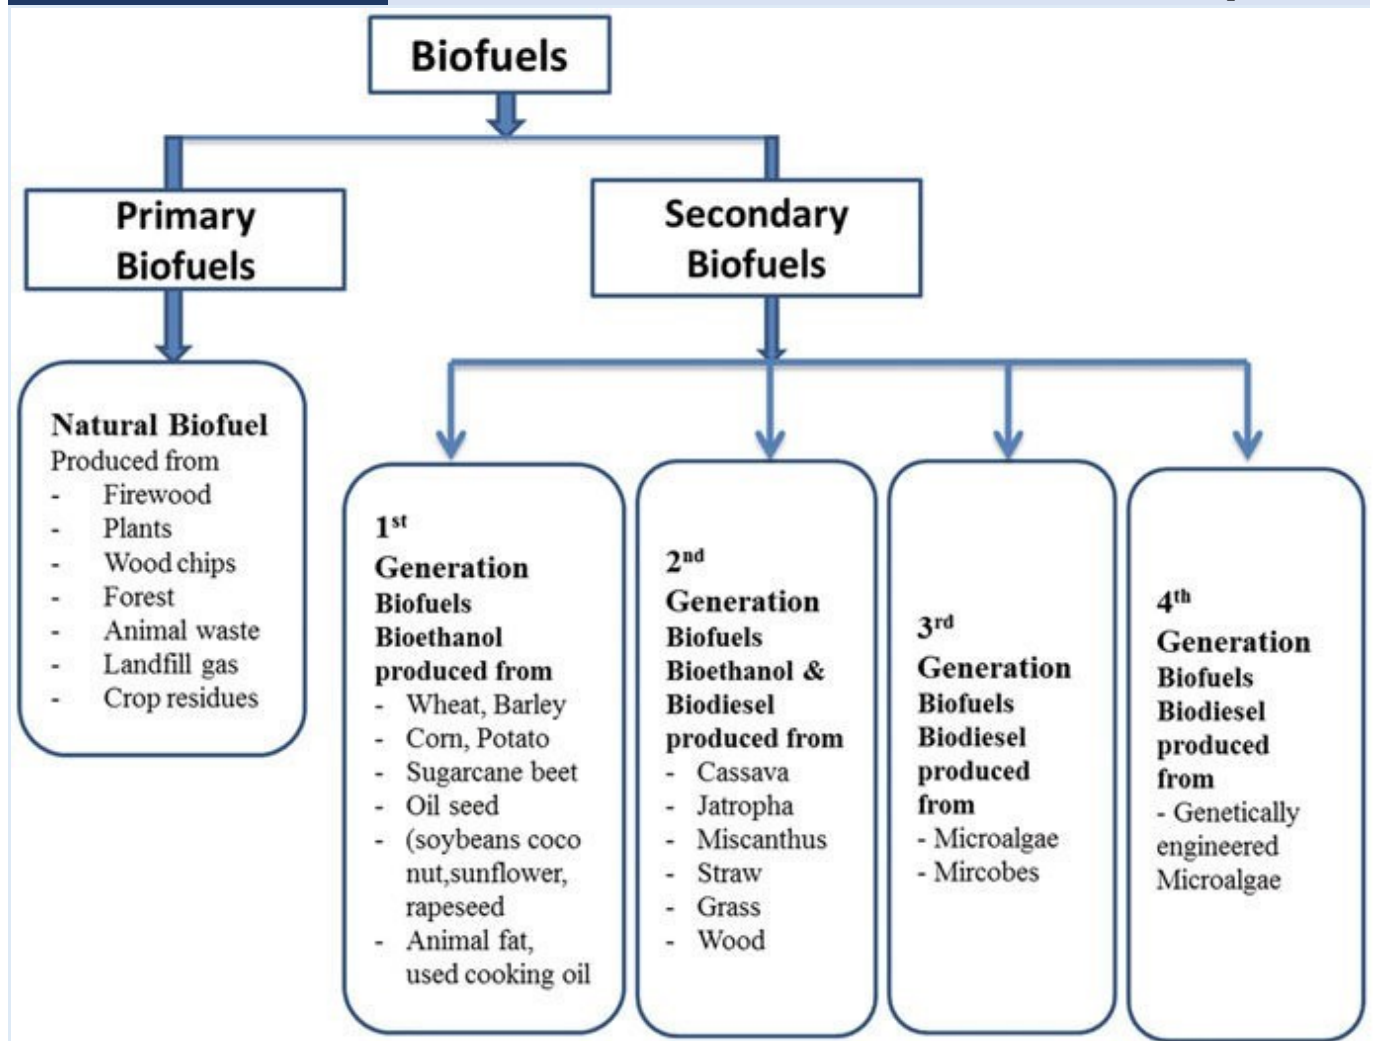 Biofuels
Primary
Biofuels
Secondary
Biofuels
Natural Biofuel
Produced from
- Firewood
- Plants
- Wood chips
- Forest
- Animal waste
- Landfill gas
- Crop residues
1st
Generation
Biofuels
Bioethanol
produced from
- Wheat, Barley
- Corn, Potato
- Sugarcane beet
- Oil seed
- (soybeans coco
nut,sunflower,
rapeseed
- Animal fat,
used cooking oil
2nd
Generation
Biofuels
Bioethanol &
Biodiesel
produced from
- Cassava
- Jatropha
- Miscanthus
- Straw
- Grass
- Wood
3rd
Generation
Biofuels
Biodiesel
produced
from
- Microalgae
- Mircobes
4th
Generation
Biofuels
Biodiesel
produced
from
- Genetically
engineered
Microalgae